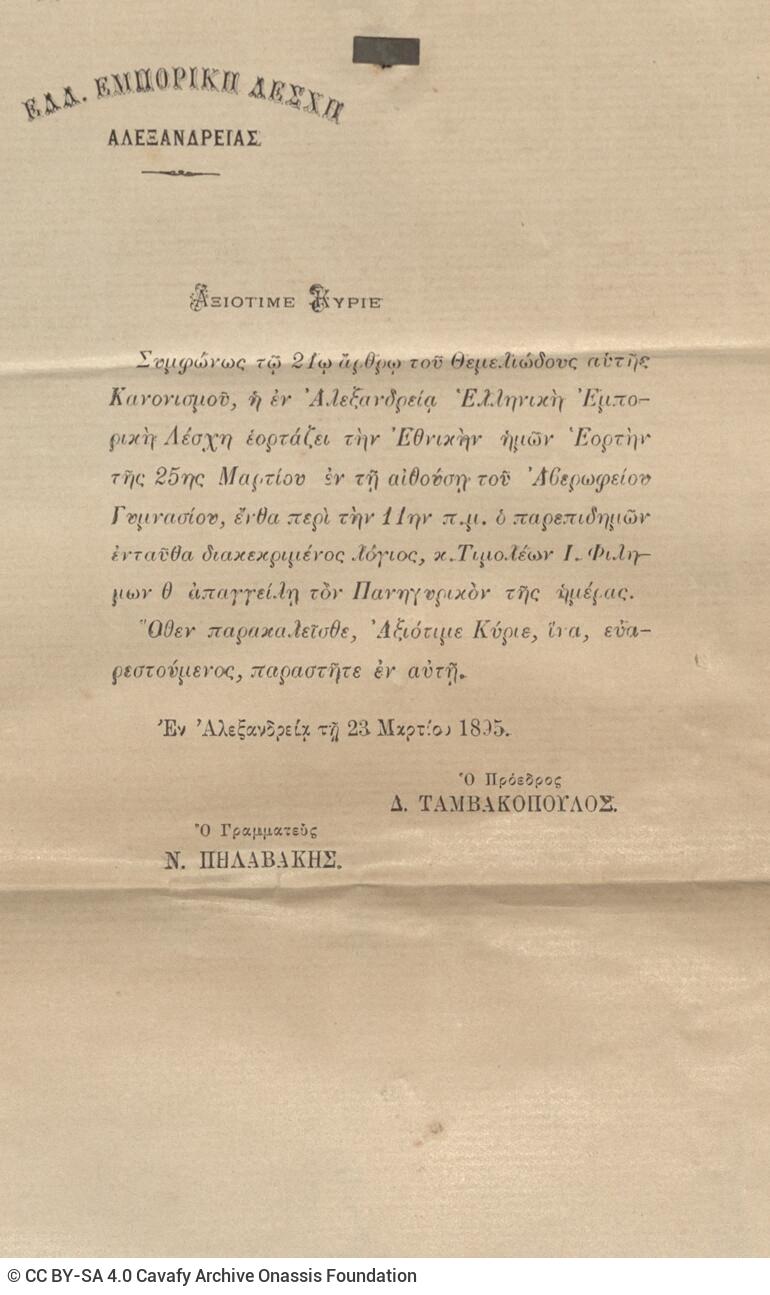 ΕΛΛ. ΕΜΠΟΡΙΚΗ ΛΕΣΧΗ
ΑΛΕΞΑΝΔΡΕΙΑΣ
ΑΞΙΟΤΙΜΕ ΚΥΡΙΕ
Συμφώνως τῷ 21ῳ ἄρθρῳ τοῦ Θεμελιώδους αὐτῆς
Κανονισμοῦ, ἡ ἐν Ἀλεξανδρείᾳ Ἑλληνικὴ Ἐμπο-
ρικὴ Λέσχη ἑορτάζει τὴν Ἐθνικὴν ἡμῶν Ἑορτὴν
τῆς 25ης Μαρτίου ἐν τῇ αἰθούσῃ τοῦ Ἀβερωφείου
Γυμνασίου, ἔνθα περὶ τὴν 11ην π.μ. ὁ παρεπιδημῶν
ἐνταῦθα διακεκριμένος λόγιος, κ. Τιμολέων Ι. Φιλη-
μων θ ἀπαγγείλῃ τὸν Πανηγυρικὸν τῆς ἡμέρας.
Ὅθεν παρακαλεῖσθε, Ἀξιότιμε Κύριε, ἵνα, εὐα-
ρεστούμενος, παραστῆτε ἐν αὐτῇ.
Ἐν Ἀλεξανδρείᾳ τῇ 23 Μαρτίου 1895.
Ὁ Πρόεδρος
Δ. ΤΑΜΒΑΚΟΠΟΥΛΟΣ.
Ὁ Γραμματεὺς
Ν. ΠΗΛΑΒΑΚΗΣ.
© CC BY-SA 4.0 Cavafy Archive Onassis Foundation